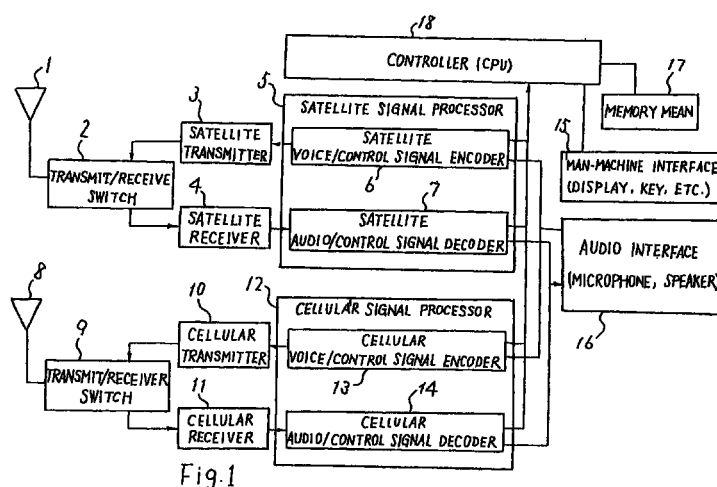 18
CONTROLLER (CPU)
17
MEMORY MEAN
1
2
TRANSMIT/RECEIVE
SWITCH
3
SATELLITE
TRANSMITTER
4
SATELLITE
RECEIVER
5
SATELLITE SIGNAL PROCESSOR
SATELLITE
VOICE/CONTROL SIGNAL ENCODER
6
7
SATELLITE
AUDIO/CONTROL SIGNAL DECODER
15
MAN-MACHINE INTERFACE
(DISPLAY, KEY, ETC.)
AUDIO INTERFACE
(MICROPHONE, SPEAKER)
16
8
9
TRANSMIT/RECEIVER
SWITCH
10
CELLULAR
TRANSMITTER
11
CELLULAR
RECEIVER
12
CELLULAR SIGNAL PROCESSOR
CELLULAR
VOICE/CONTROL SIGNAL ENCODER
13
14
CELLULAR
AUDIO/CONTROL SIGNAL DECODER
Fig.1